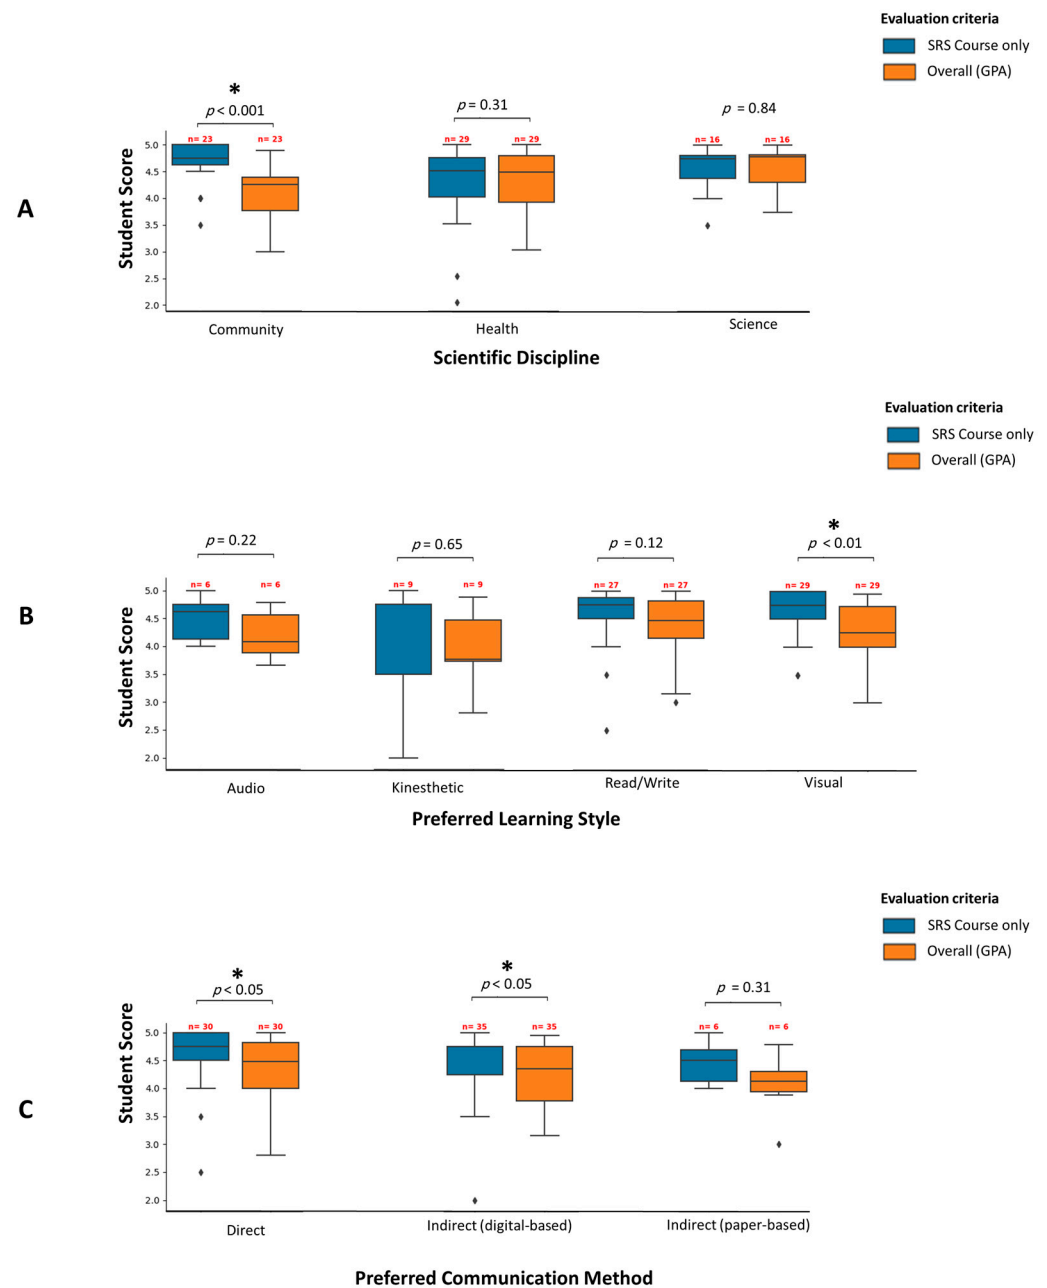 Evaluation criteria
SRS Course only
Overall (GPA)
*
p < 0.001
p = 0.31
p = 0.84
n= 23 n= 23 n= 29 n= 29 n= 16 n= 16
5.0
4.5
4.0
3.5
3.0
2.5
2.0
Student Score
A
Community Health Science
Scientific Discipline
Evaluation criteria
SRS Course only
Overall (GPA)
*
p = 0.22 p = 0.65 p = 0.12 p < 0.01
n= 6 n= 6 n= 9 n= 9 n= 27 n= 27 n= 29 n= 29
5.0
4.5
4.0
3.5
3.0
2.5
2.0
Student Score
B
Audio Kinesthetic Read/Write Visual
Preferred Learning Style
Evaluation criteria
SRS Course only
Overall (GPA)
* *
p < 0.05 p < 0.05 p = 0.31
n= 30 n= 30 n= 35 n= 35 n= 6 n= 6
5.0
4.5
4.0
3.5
3.0
2.5
2.0
Student Score
C
Direct Indirect (digital-based) Indirect (paper-based)
Preferred Communication Method